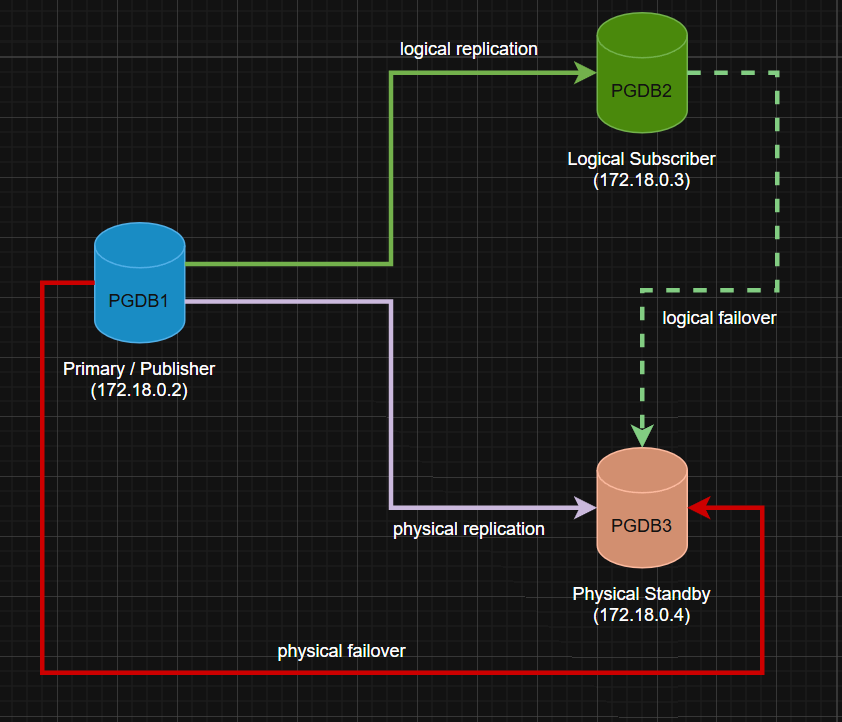 logical replication
PGDB2
Logical Subscriber
(172.18.0.3)
PGDB1
logical failover
Primary / Publisher
(172.18.0.2)
physical replication
PGDB3
Physical Standby
(172.18.0.4)
physical failover